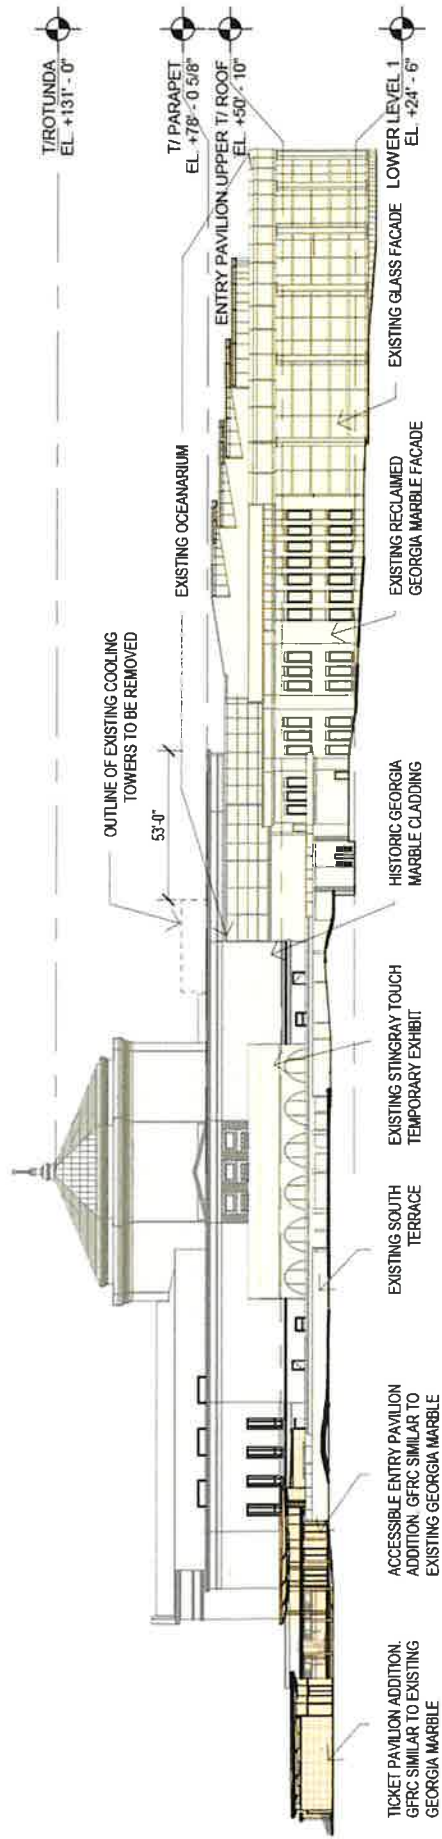 T/ROTUNDA
EL. +131' - 0"
T/ PARAPET
EL. +78' - 0 5/8"
ENTRY PAVILION UPPER T/ ROOF
EL. +50' - 10"
LOWER LEVEL 1
EL. +24' - 6"
OUTLINE OF EXISTING COOLING
TOWERS TO BE REMOVED
53'-0"
EXISTING OCEANARIUM
TICKET PAVILION ADDITION.
GFRC SIMILAR TO EXISTING
GEORGIA MARBLE
ACCESSIBLE ENTRY PAVILION
ADDITION. GFRC SIMILAR TO
EXISTING GEORGIA MARBLE
EXISTING SOUTH
TERRACE
EXISTING STINGRAY TOUCH
TEMPORARY EXHIBIT
HISTORIC GEORGIA
MARBLE CLADDING
EXISTING RECLAIMED
GEORGIA MARBLE FACADE
EXISTING GLASS FACADE